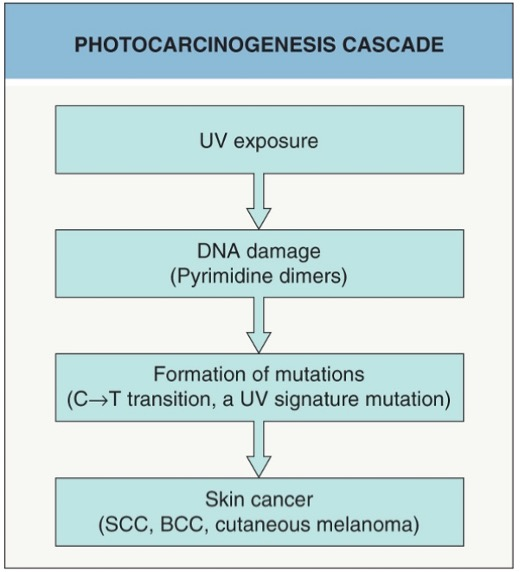 PHOTOCARCINOGENESIS CASCADE
UV exposure
DNA damage
(Pyrimidine dimers)
Formation of mutations
(C→T transition, a UV signature mutation)
Skin cancer
(SCC, BCC, cutaneous melanoma)